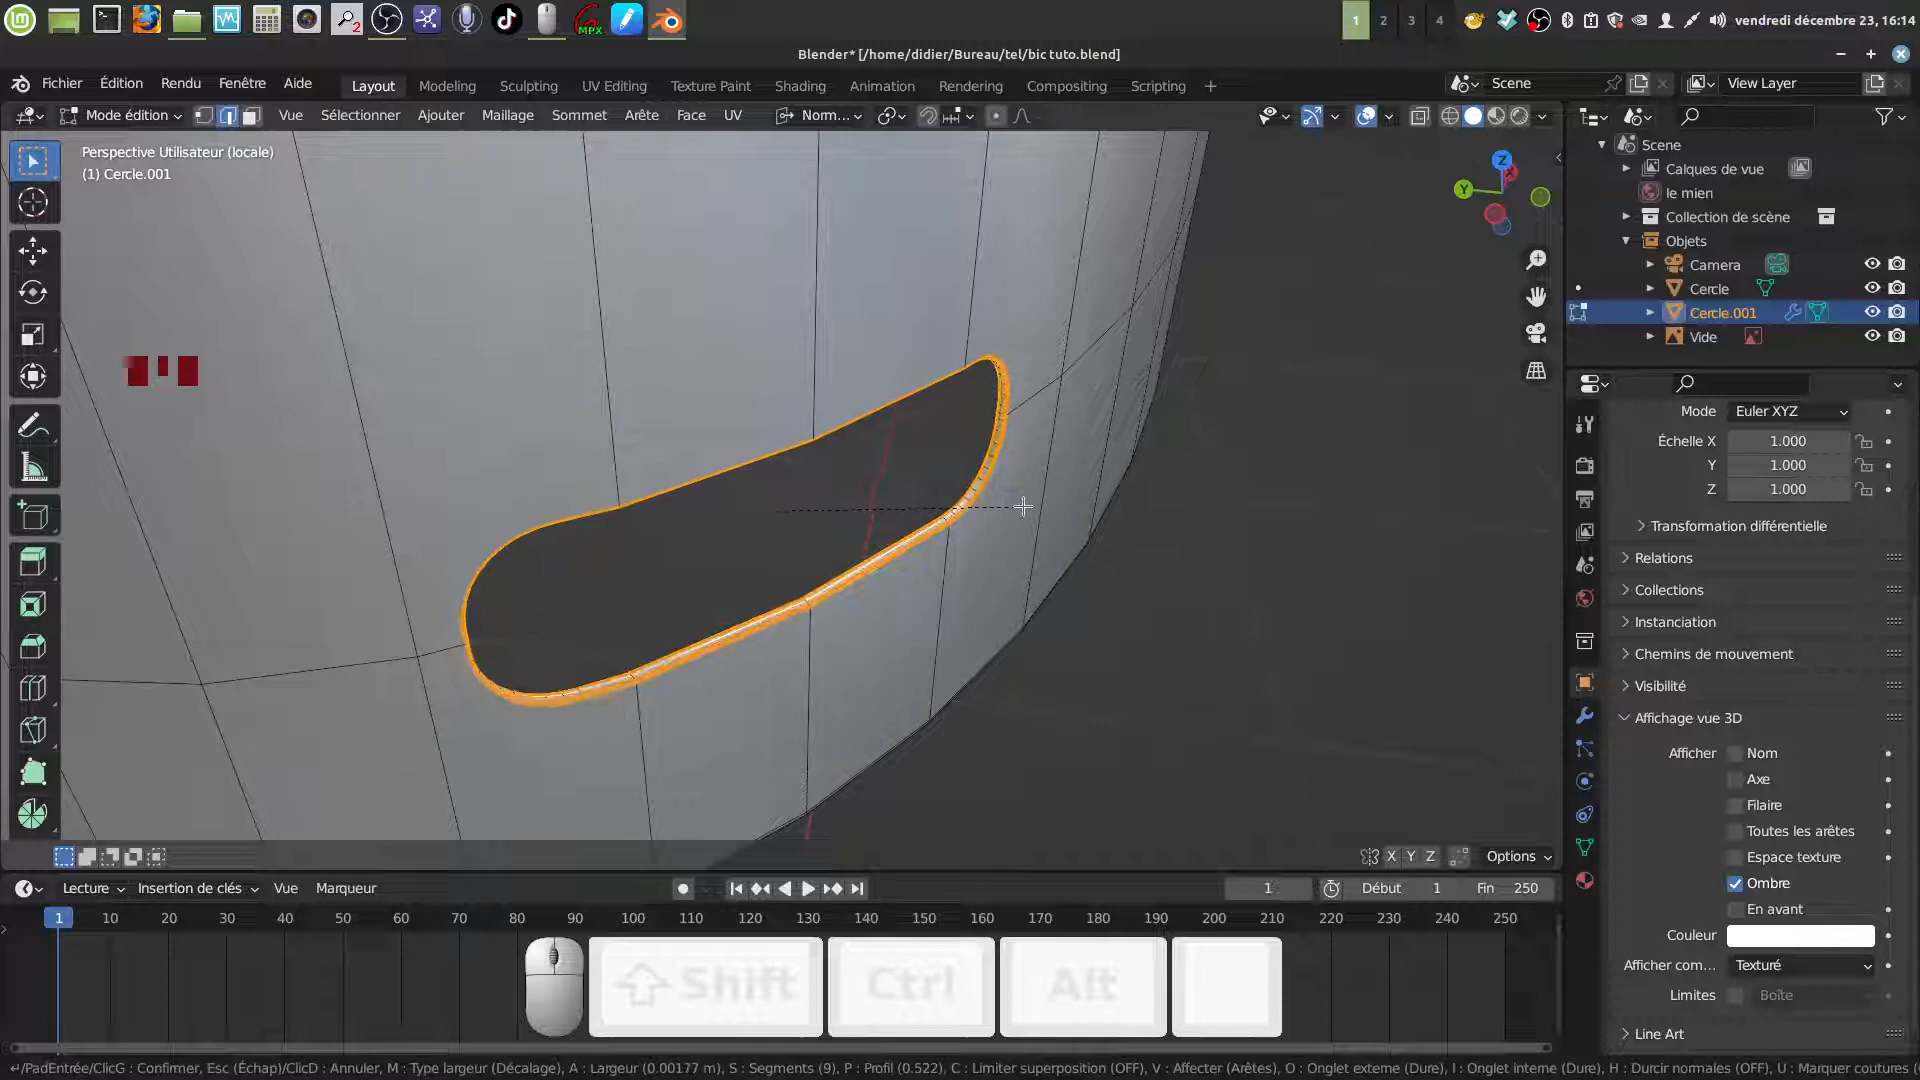 2
MPX
1 2 3 4
vendredi décembre 23, 16:14
Blender* [/home/didier/Bureau/tel/bic tuto.blend]
Fichier Édition Rendu Fenêtre Aide
Layout Modeling Sculpting UV Editing Texture Paint Shading Animation Rendering Compositing Scripting +
Scene
View Layer
Mode édition
Vue Sélectionner Ajouter Maillage Sommet Arête Face UV
Norm...
Perspective Utilisateur (locale)
(1) Cercle.001
Z
X
Y
Scene
Calques de vue
le mien
Collection de scène
Objets
Camera
Cercle
Cercle.001
Vide
Mode Euler XYZ
Échelle X 1.000
Y 1.000
Z 1.000
Transformation différentielle
Relations
Collections
Instanciation
Chemins de mouvement
Visibilité
Affichage vue 3D
Afficher Nom
Axe
Filaire
Toutes les arêtes
Espace texture
Ombre
En avant
Couleur
Afficher com... Texturé
Limites Boîte
Line Art
X Y Z
Options
Lecture Insertion de clés Vue Marqueur
1
Début 1
Fin 250
1 10 20 30 40 50 60 70 80 90 100 110 120 130 140 150 160 170 180 190 200 210 220 230 240 250
Shift Ctrl Alt
↵/PadEntrée/ClicG : Confirmer, Esc (Échap)/ClicD : Annuler, M : Type largeur (Décalage), A : Largeur (0.00177 m), S : Segments (9), P : Profil (0.522), C : Limiter superposition (OFF), V : Affecter (Arêtes), O : Onglet externe (Dure), I : Onglet interne (Dure), H : Durcir normales (OFF), U : Marquer coutures (